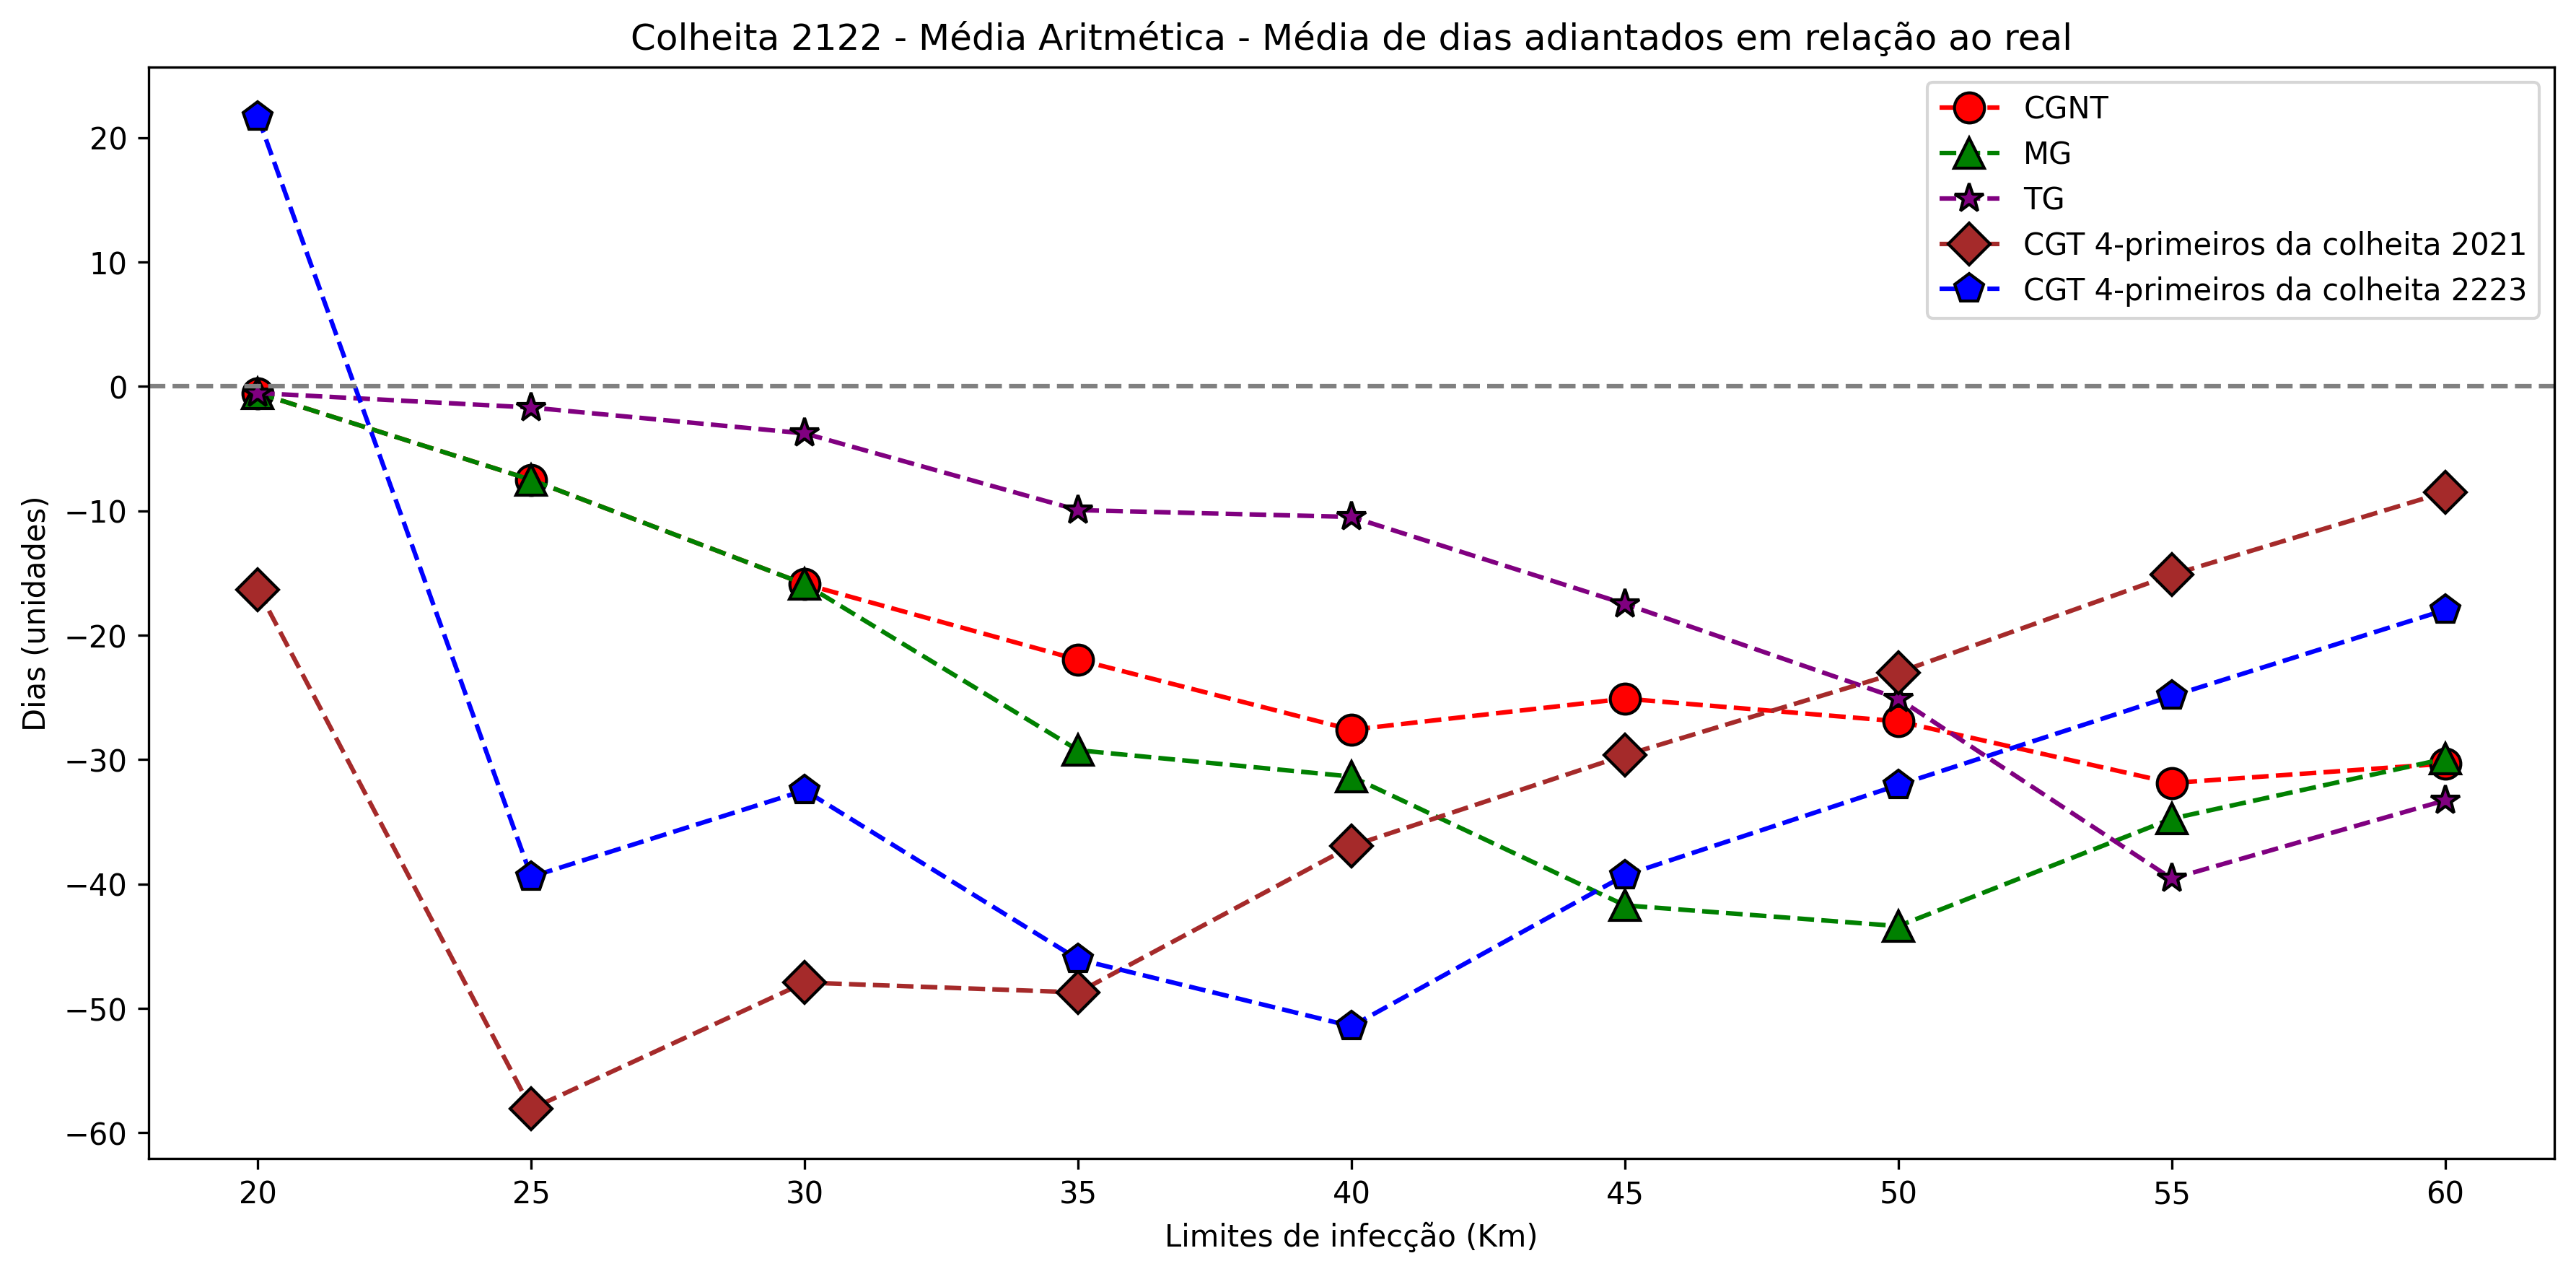 Colheita 2122 - Média Aritmética - Média de dias adiantados em relação ao real
CGNT
MG
TG
CGT 4-primeiros da colheita 2021
CGT 4-primeiros da colheita 2223
Dias (unidades)
20
10
0
−10
−20
−30
−40
−50
−60
20 25 30 35 40 45 50 55 60
Limites de infecção (Km)